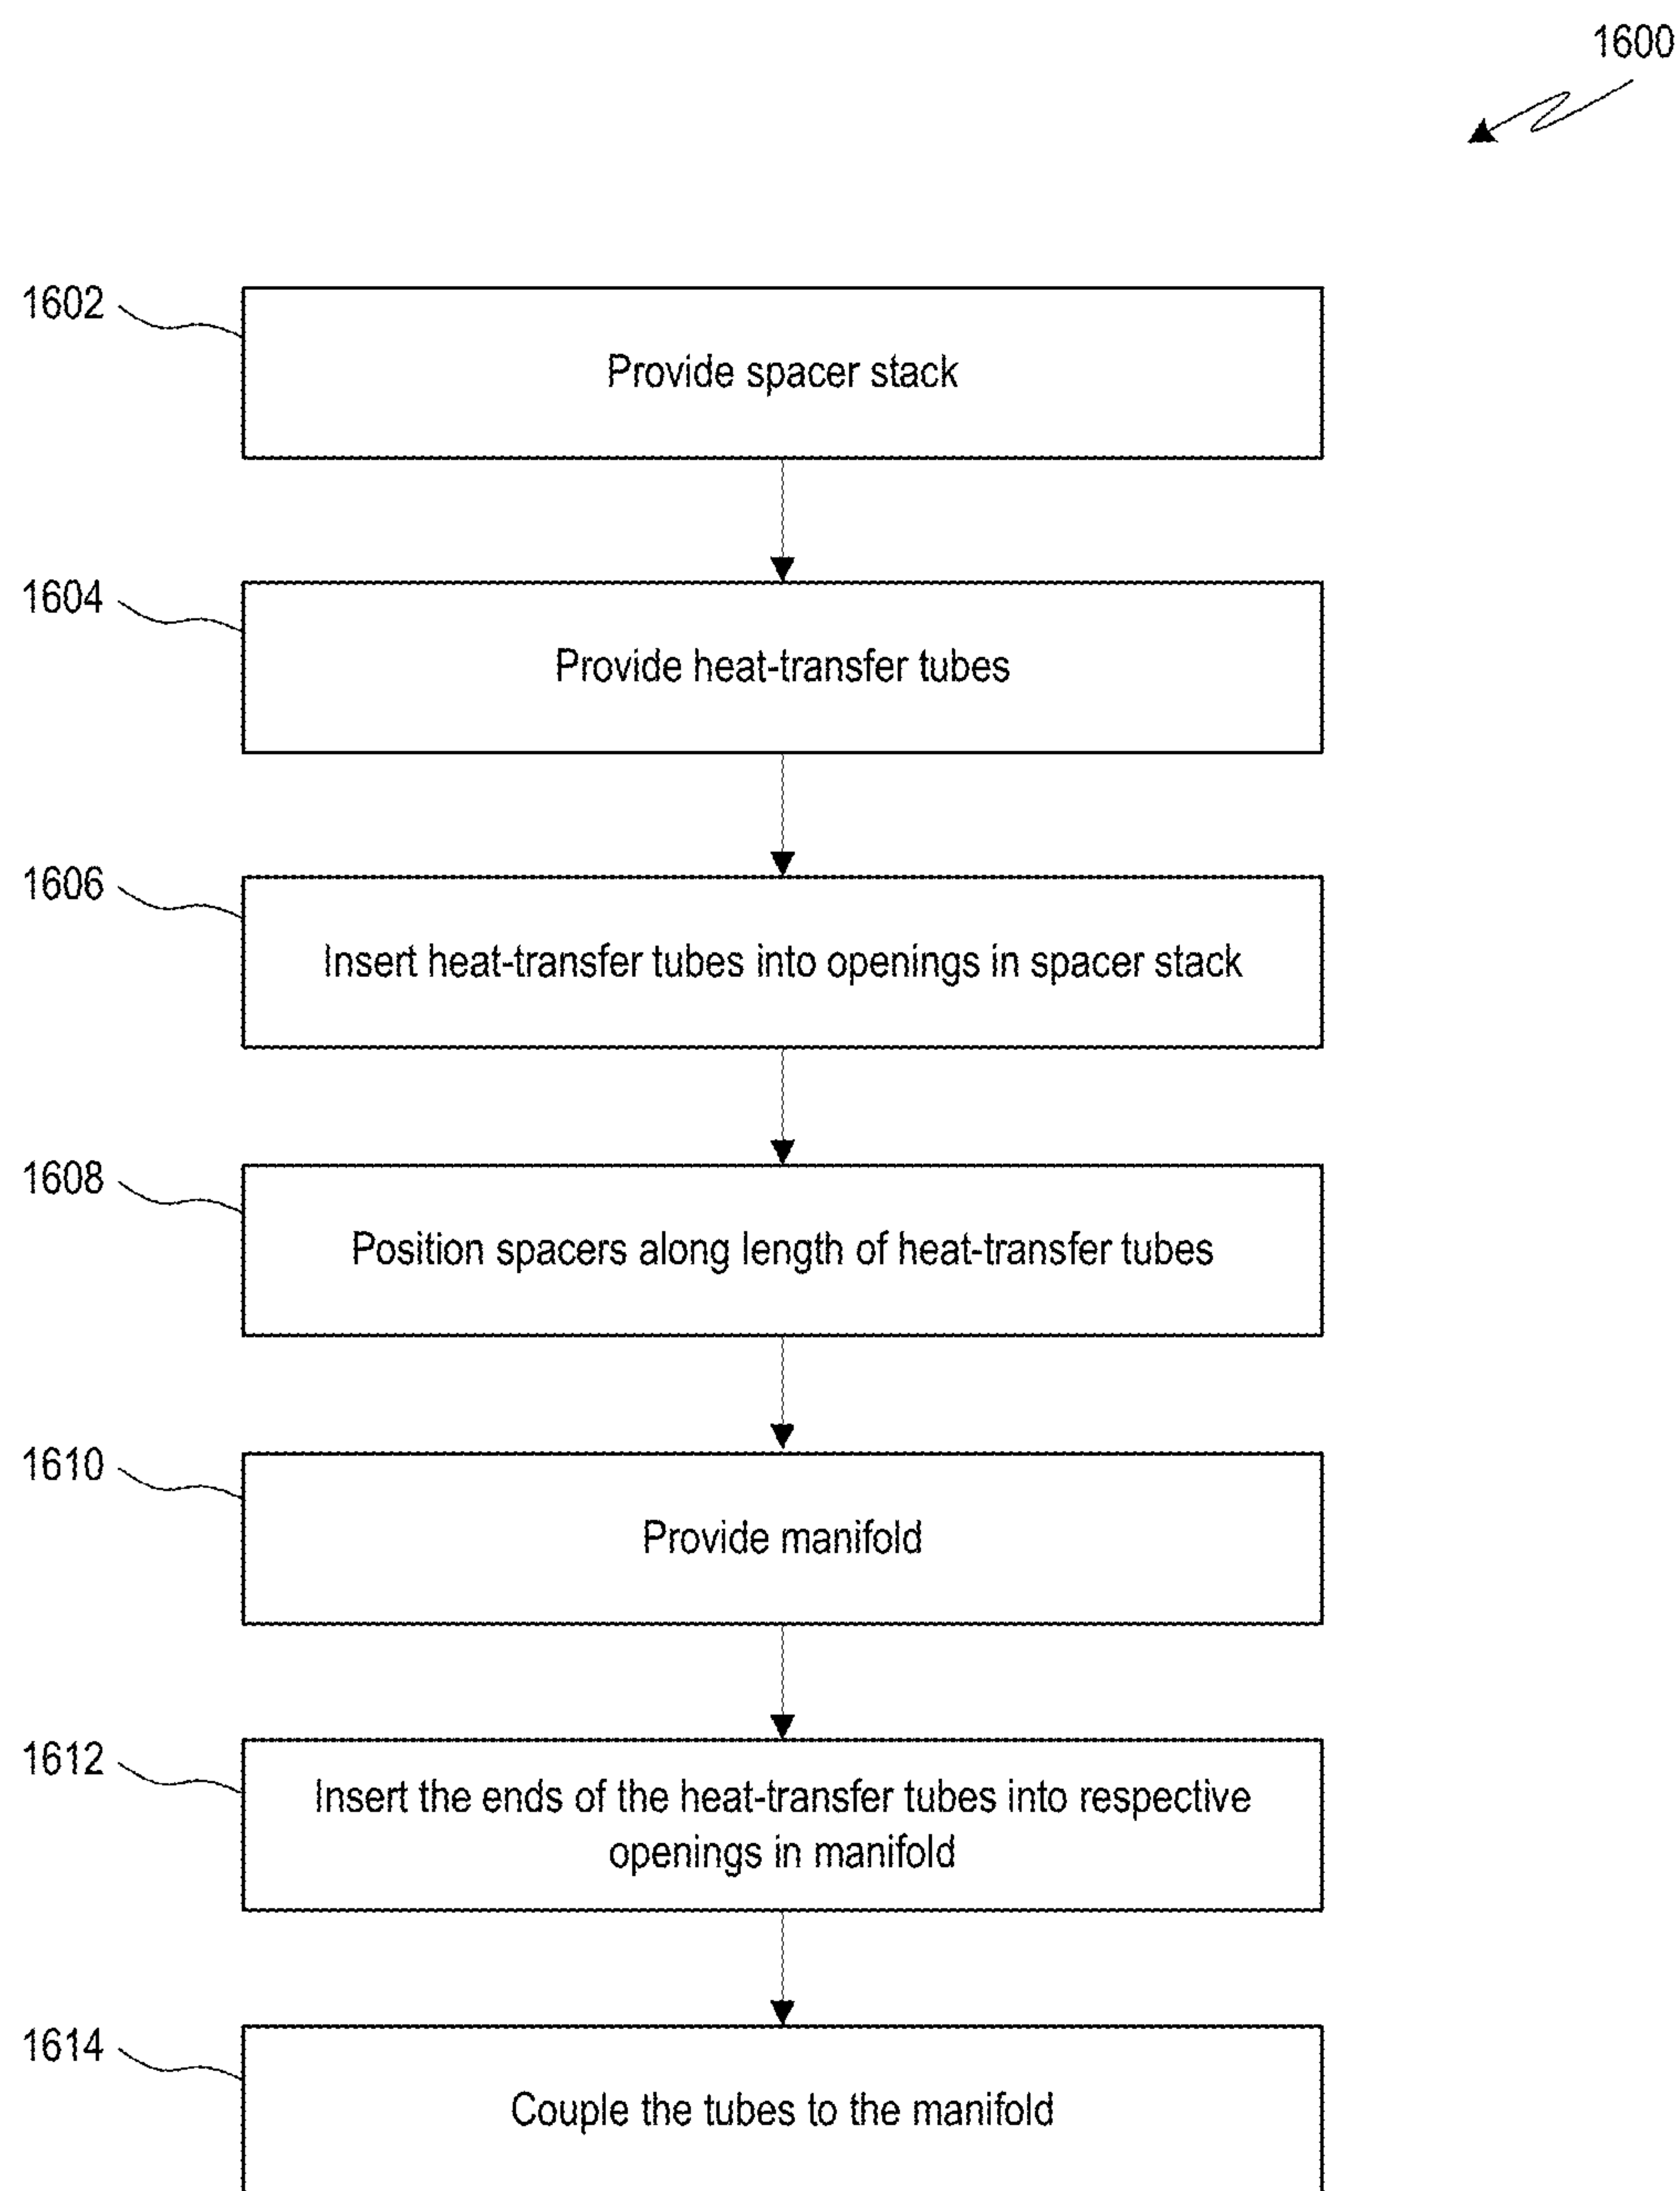 1600
1602
Provide spacer stack
1604
Provide heat-transfer tubes
1606
Insert heat-transfer tubes into openings in spacer stack
1608
Position spacers along length of heat-transfer tubes
1610
Provide manifold
1612
Insert the ends of the heat-transfer tubes into respective
openings in manifold
1614
Couple the tubes to the manifold